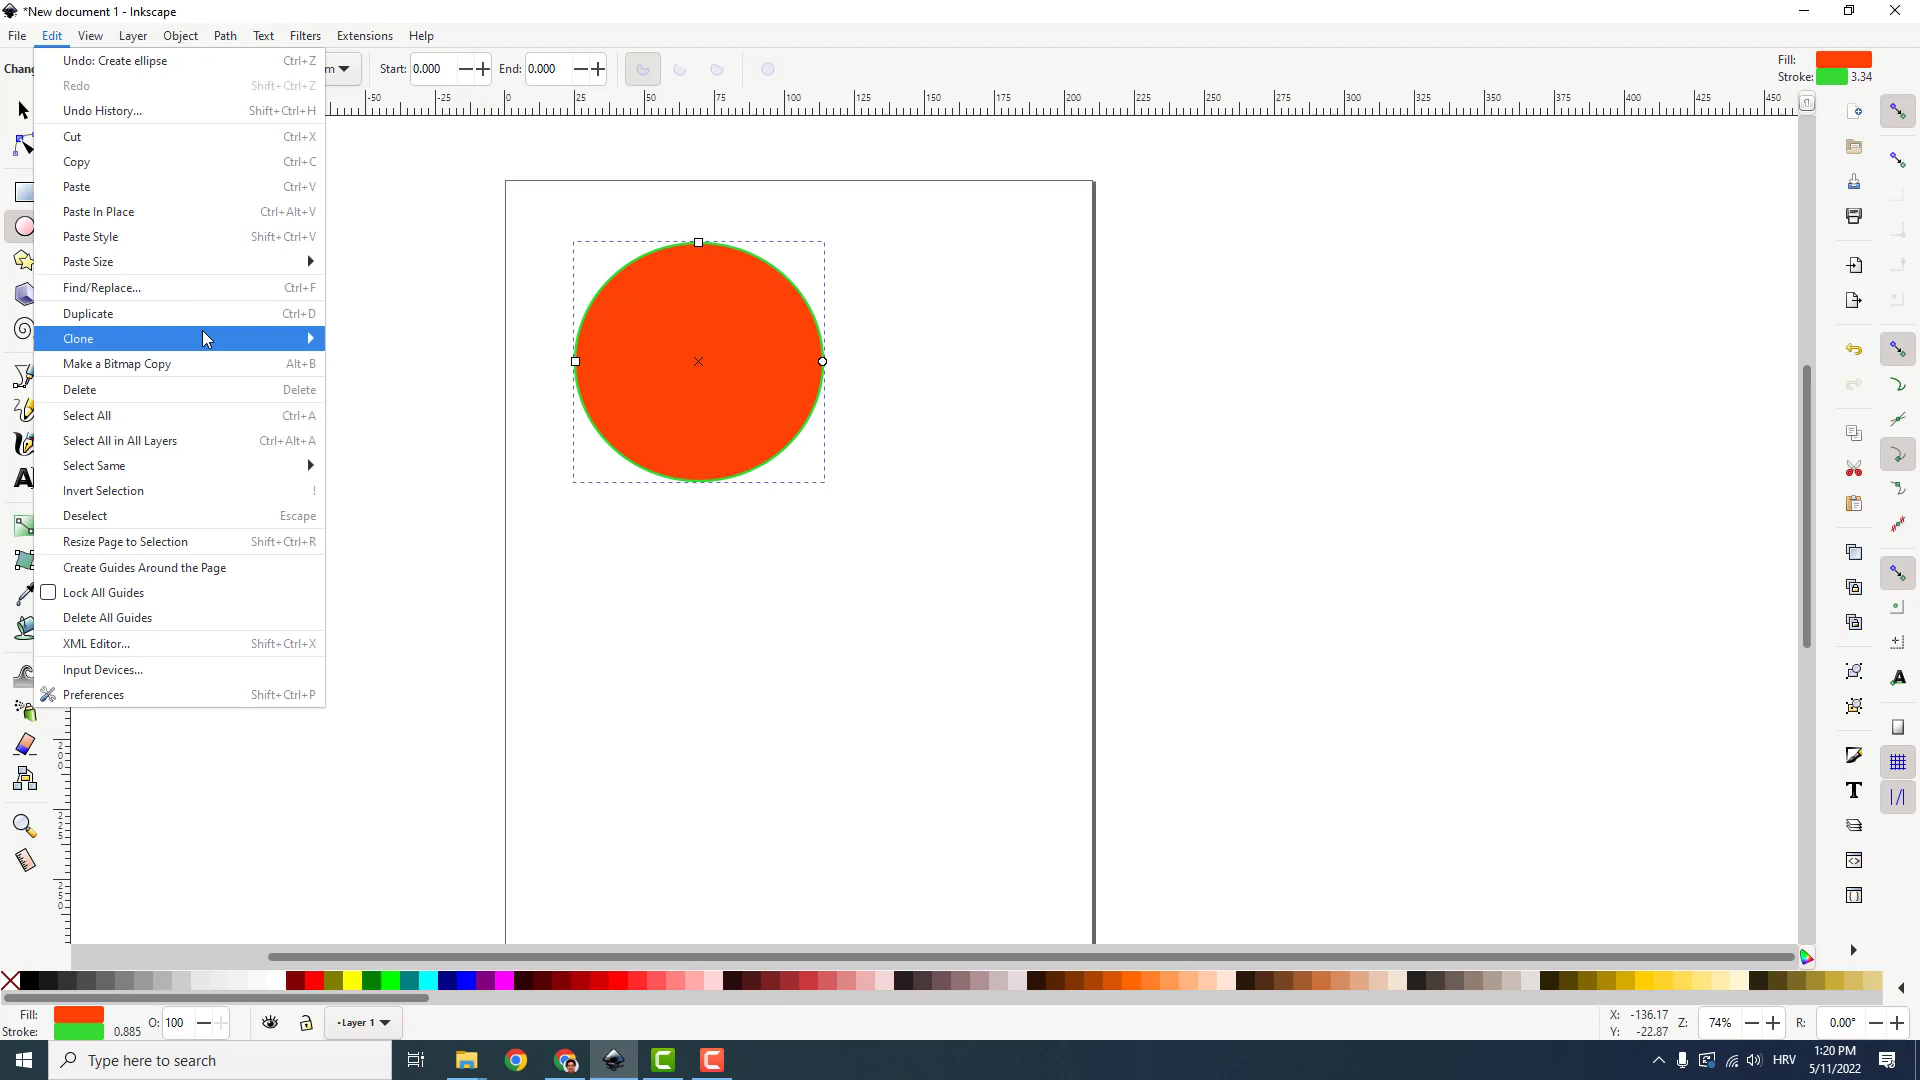 *New document 1 - Inkscape
File Edit View Layer Object Path Text Filters Extensions Help
Chang
m Start: 0.000 End: 0.000
Fill:
Stroke: 3.34
Undo: Create ellipse Ctrl+Z
Redo Shift+Ctrl+Z
Undo History... Shift+Ctrl+H
Cut Ctrl+X
Copy Ctrl+C
Paste Ctrl+V
Paste In Place Ctrl+Alt+V
Paste Style Shift+Ctrl+V
Paste Size
Find/Replace... Ctrl+F
Duplicate Ctrl+D
Clone
Make a Bitmap Copy Alt+B
Delete Delete
Select All Ctrl+A
Select All in All Layers Ctrl+Alt+A
Select Same
Invert Selection !
Deselect Escape
Resize Page to Selection Shift+Ctrl+R
Create Guides Around the Page
Lock All Guides
Delete All Guides
XML Editor... Shift+Ctrl+X
Input Devices...
Preferences Shift+Ctrl+P
-50 -25 0 25 50 75 100 125 150 175 200 225 250 275 300 325 350 375 400 425 450
200
225
250
Fill:
Stroke: 0.885
O: 100
•Layer 1
X: -136.17
Y: -22.87
Z: 74%
R: 0.00°
Type here to search
HRV
1:20 PM
5/11/2022